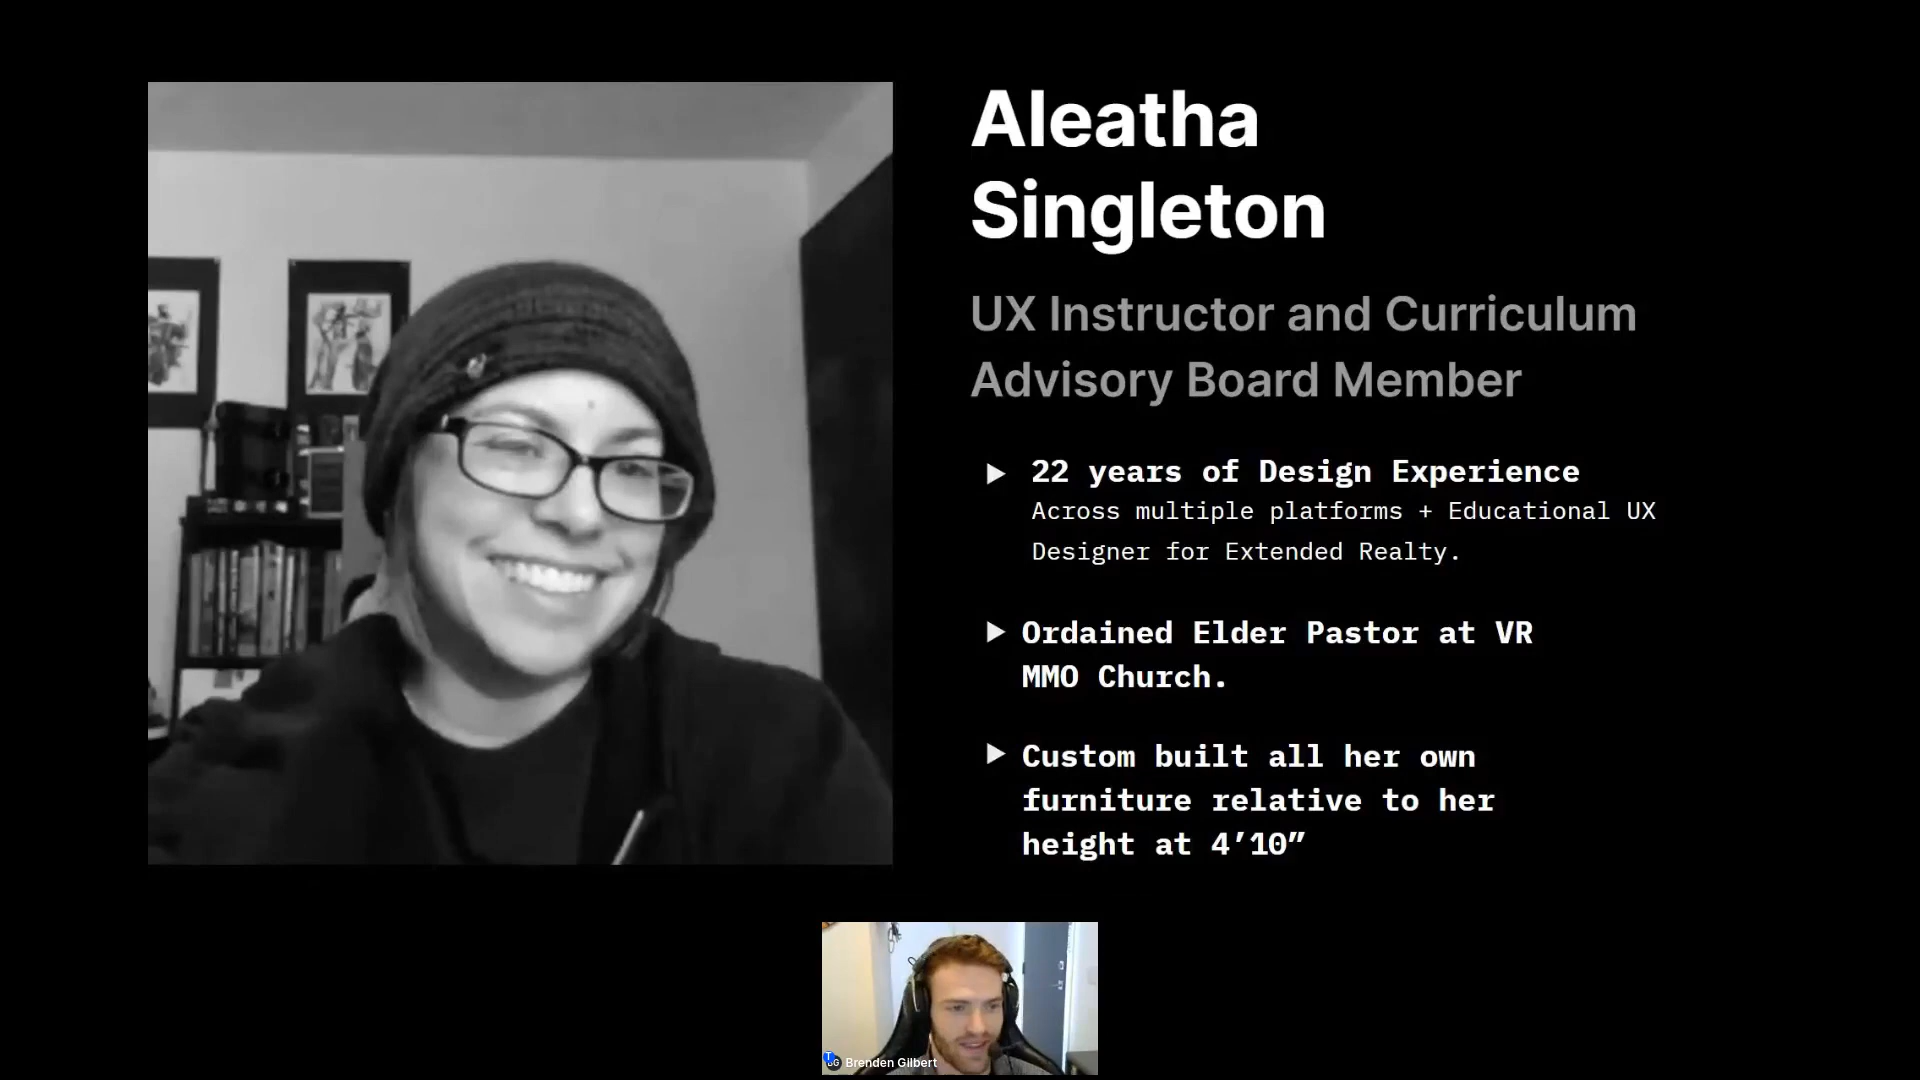 Aleatha
Singleton
UX Instructor and Curriculum
Advisory Board Member
▶ 22 years of Design Experience
Across multiple platforms + Educational UX
Designer for Extended Realty.
▶ Ordained Elder Pastor at VR
MMO Church.
▶ Custom built all her own
furniture relative to her
height at 4’10”
T
BG
Brenden Gilbert